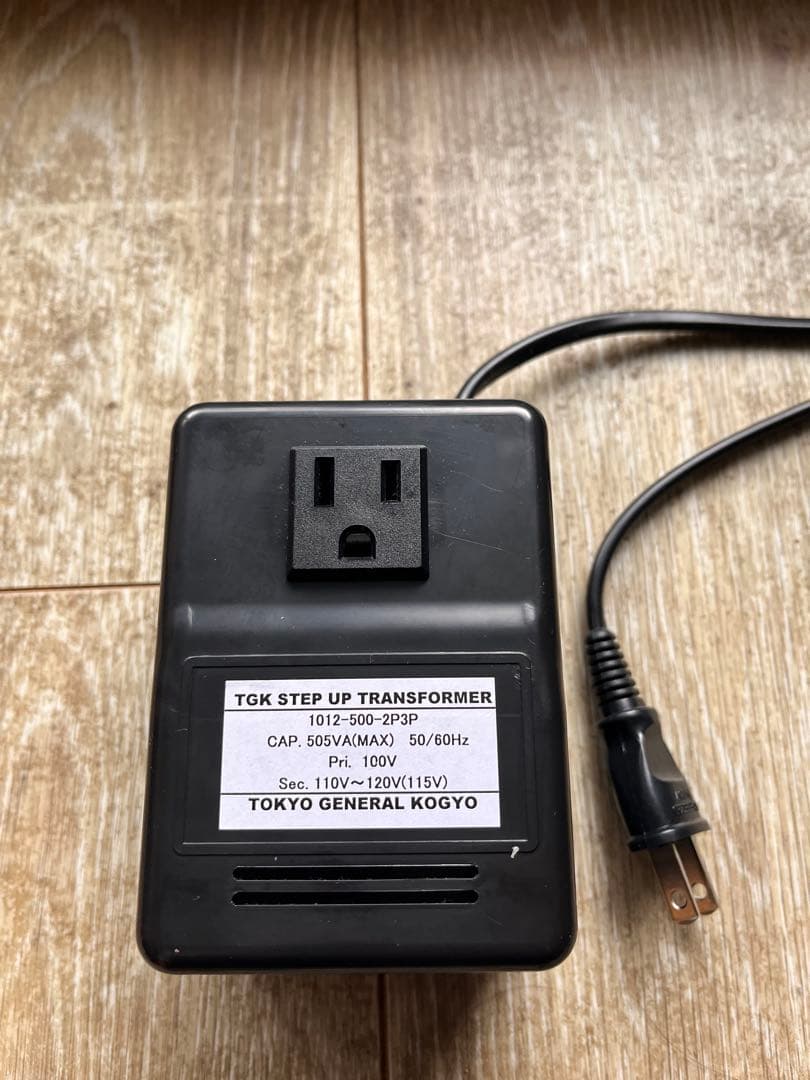 TGK STEP UP TRANSFORMER
1012-500-2P3P
CAP. 505VA(MAX) 50/60Hz
Pri. 100V
Sec. 110V～120V(115V)
TOKYO GENERAL KOGYO